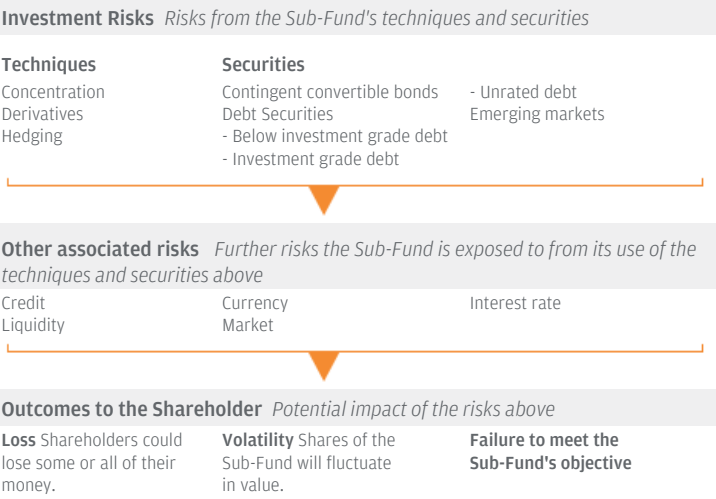 Investment Risks Risks from the Sub-Fund's techniques and securities
Techniques
Concentration
Derivatives
Hedging
Securities
Contingent convertible bonds
Debt Securities
- Below investment grade debt
- Investment grade debt
- Unrated debt
Emerging markets
Other associated risks Further risks the Sub-Fund is exposed to from its use of the
techniques and securities above
Credit
Liquidity
Currency
Market
Interest rate
Outcomes to the Shareholder Potential impact of the risks above
Loss Shareholders could
lose some or all of their
money.
Volatility Shares of the
Sub-Fund will fluctuate
in value.
Failure to meet the
Sub-Fund's objective